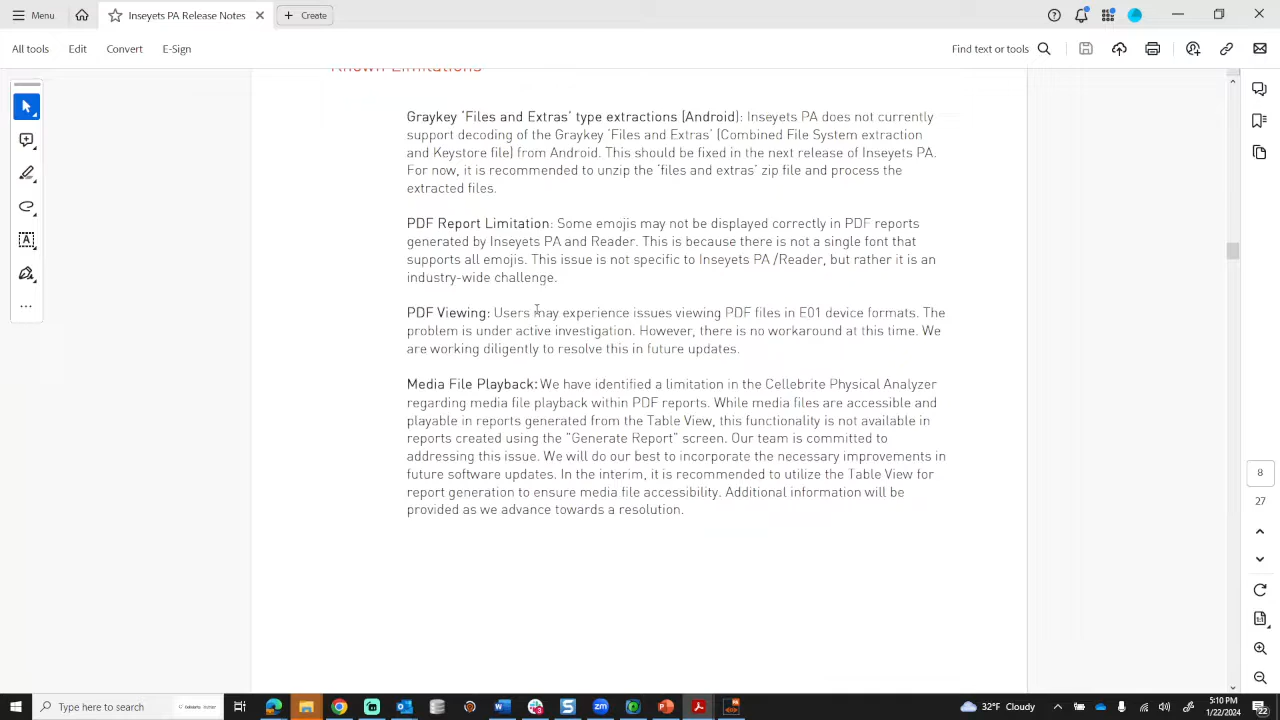 Menu
Inseyets PA Release Notes
Create
All tools
Edit
Convert
E-Sign
Find text or tools
Known Limitations
Graykey ‘Files and Extras’ type extractions (Android): Inseyets PA does not currently
support decoding of the Graykey ‘Files and Extras’ (Combined File System extraction
and Keystore file) from Android. This should be fixed in the next release of Inseyets PA.
For now, it is recommended to unzip the ‘files and extras’ zip file and process the
extracted files.
PDF Report Limitation: Some emojis may not be displayed correctly in PDF reports
generated by Inseyets PA and Reader. This is because there is not a single font that
supports all emojis. This issue is not specific to Inseyets PA /Reader, but rather it is an
industry-wide challenge.
PDF Viewing: Users may experience issues viewing PDF files in E01 device formats. The
problem is under active investigation. However, there is no workaround at this time. We
are working diligently to resolve this in future updates.
Media File Playback: We have identified a limitation in the Cellebrite Physical Analyzer
regarding media file playback within PDF reports. While media files are accessible and
playable in reports generated from the Table View, this functionality is not available in
reports created using the "Generate Report" screen. Our team is committed to
addressing this issue. We will do our best to incorporate the necessary improvements in
future software updates. In the interim, it is recommended to utilize the Table View for
report generation to ensure media file accessibility. Additional information will be
provided as we advance towards a resolution.
8
27
Type here to search
32°F Cloudy
5:10 PM
1/22/2024